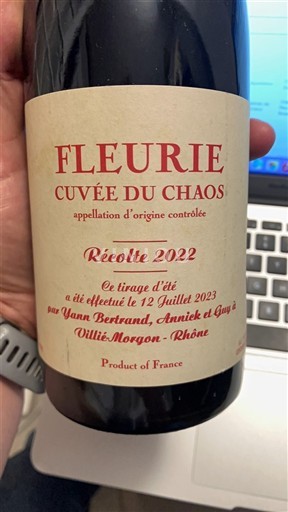 FLEURIE
CUVÉE DU CHAOS
appellation d'origine contrôlée
Récolte 2022
Ce tirage d'été
a été effectué le 12 Juillet 2023
par Yann Bertrand, Annick et Guy à
Villié-Morgon - Rhône
Product of France